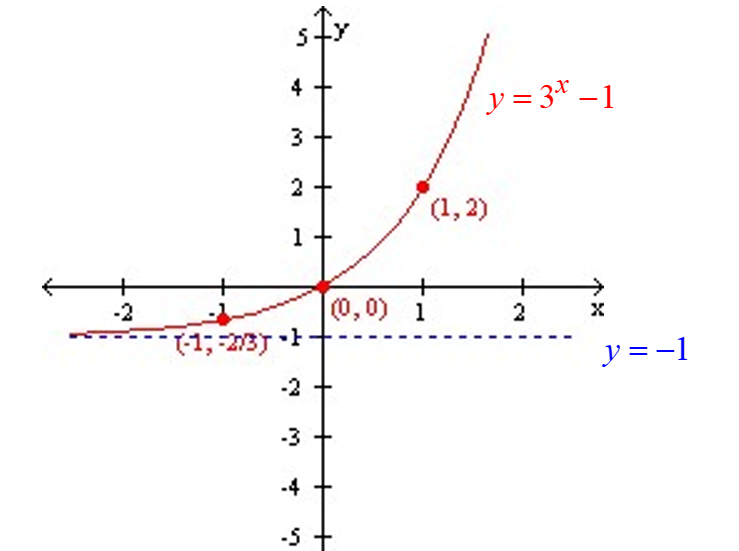 5 y
4
y = 3^x − 1
3
2
(1, 2)
1
-2 -1 (0, 0) 1 2 x
(-1, -2/3) -1
y = −1
-2
-3
-4
-5